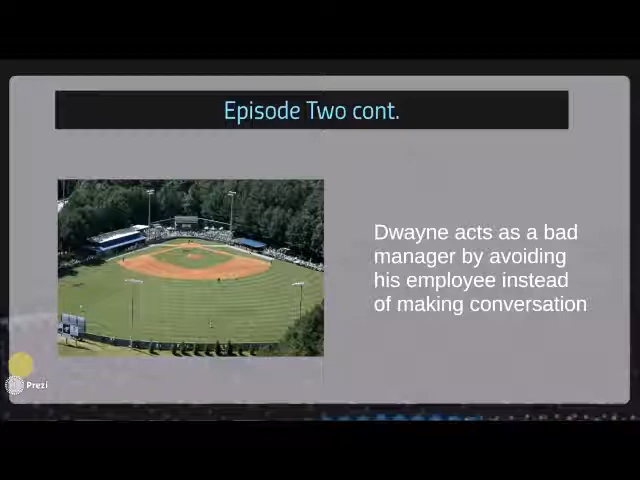 Episode Two cont.
Dwayne acts as a bad
manager by avoiding
his employee instead
of making conversation
Prezi